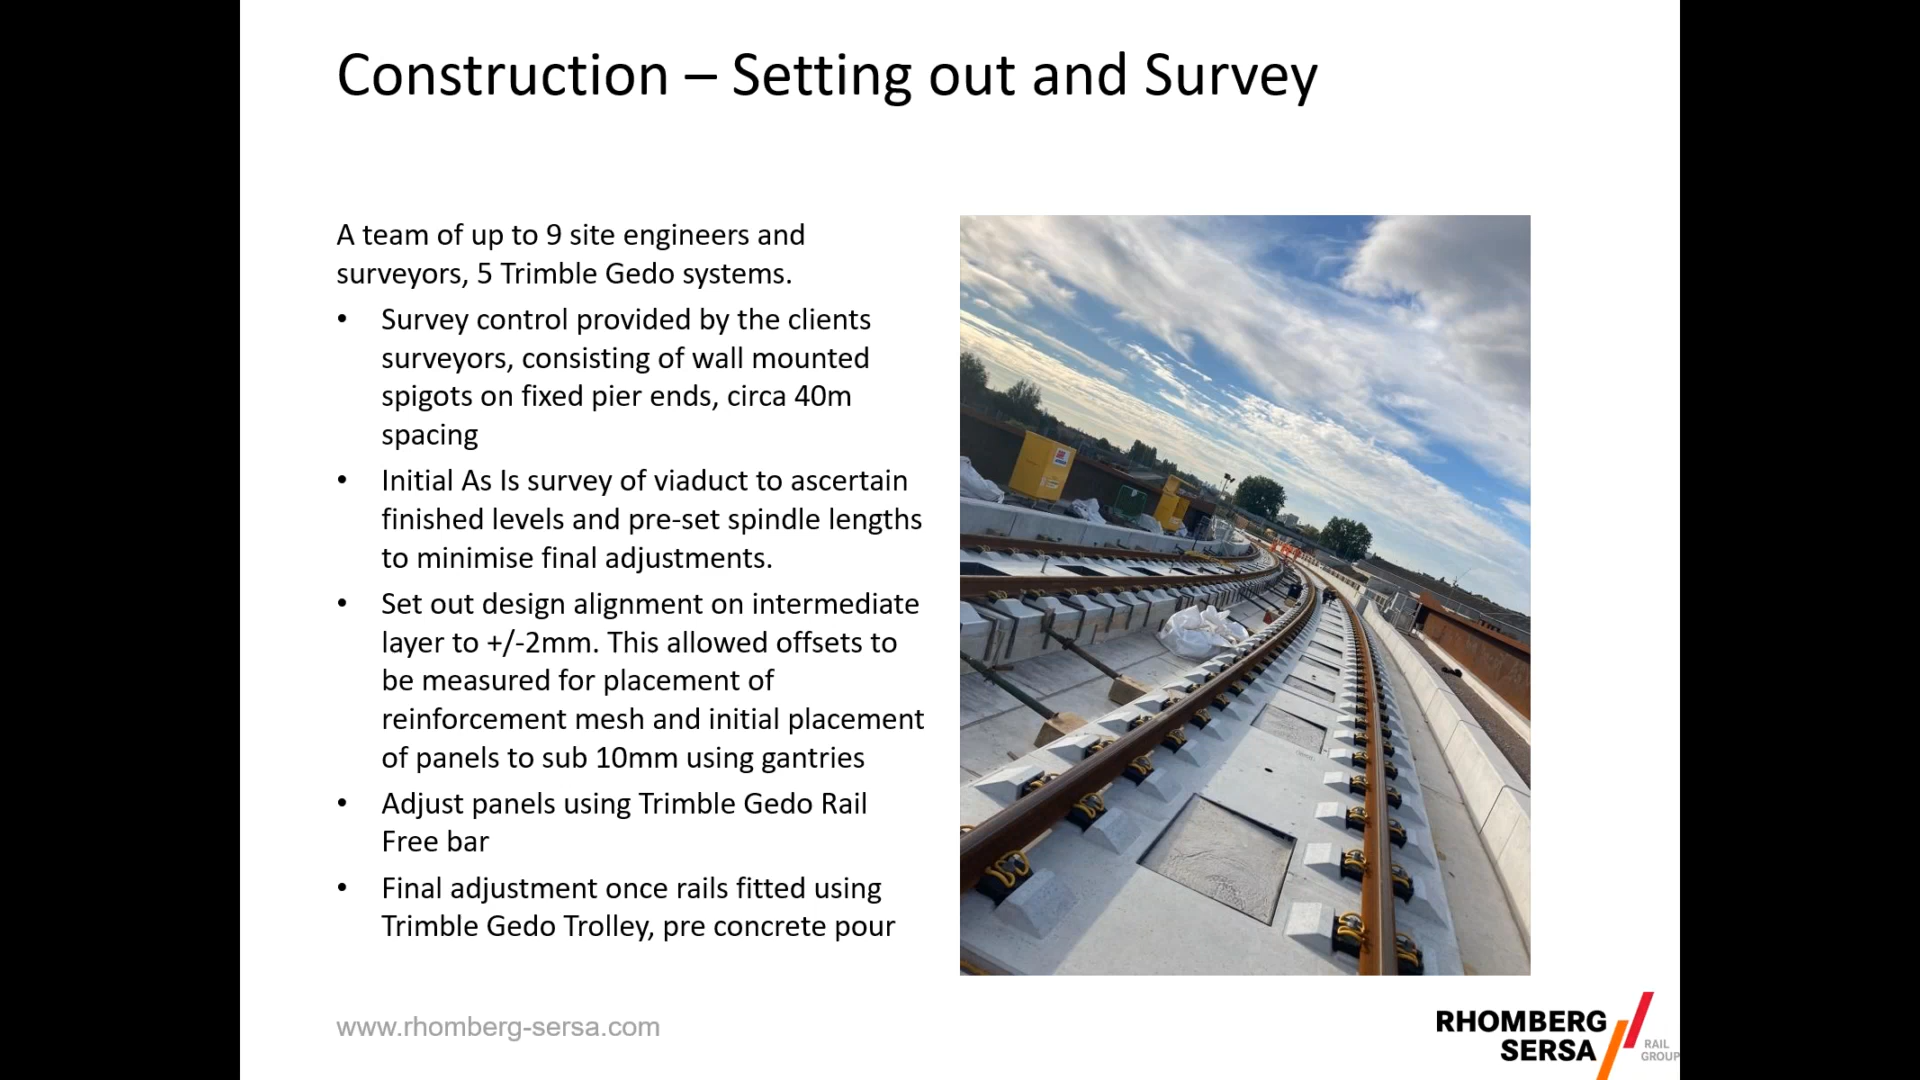 Construction – Setting out and Survey
A team of up to 9 site engineers and
surveyors, 5 Trimble Gedo systems.
• Survey control provided by the clients
surveyors, consisting of wall mounted
spigots on fixed pier ends, circa 40m
spacing
• Initial As Is survey of viaduct to ascertain
finished levels and pre-set spindle lengths
to minimise final adjustments.
• Set out design alignment on intermediate
layer to +/-2mm. This allowed offsets to
be measured for placement of
reinforcement mesh and initial placement
of panels to sub 10mm using gantries
• Adjust panels using Trimble Gedo Rail
Free bar
• Final adjustment once rails fitted using
Trimble Gedo Trolley, pre concrete pour
www.rhomberg-sersa.com
RHOMBERG
SERSA
RAIL
GROUP